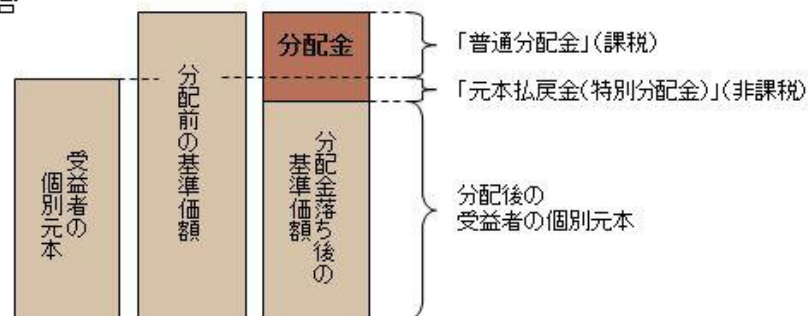 受益者の
個別元本
分配前の基準価額
分配金
分配金落ち後の
基準価額
「普通分配金」(課税)
「元本払戻金(特別分配金)」(非課税)
分配後の
受益者の個別元本